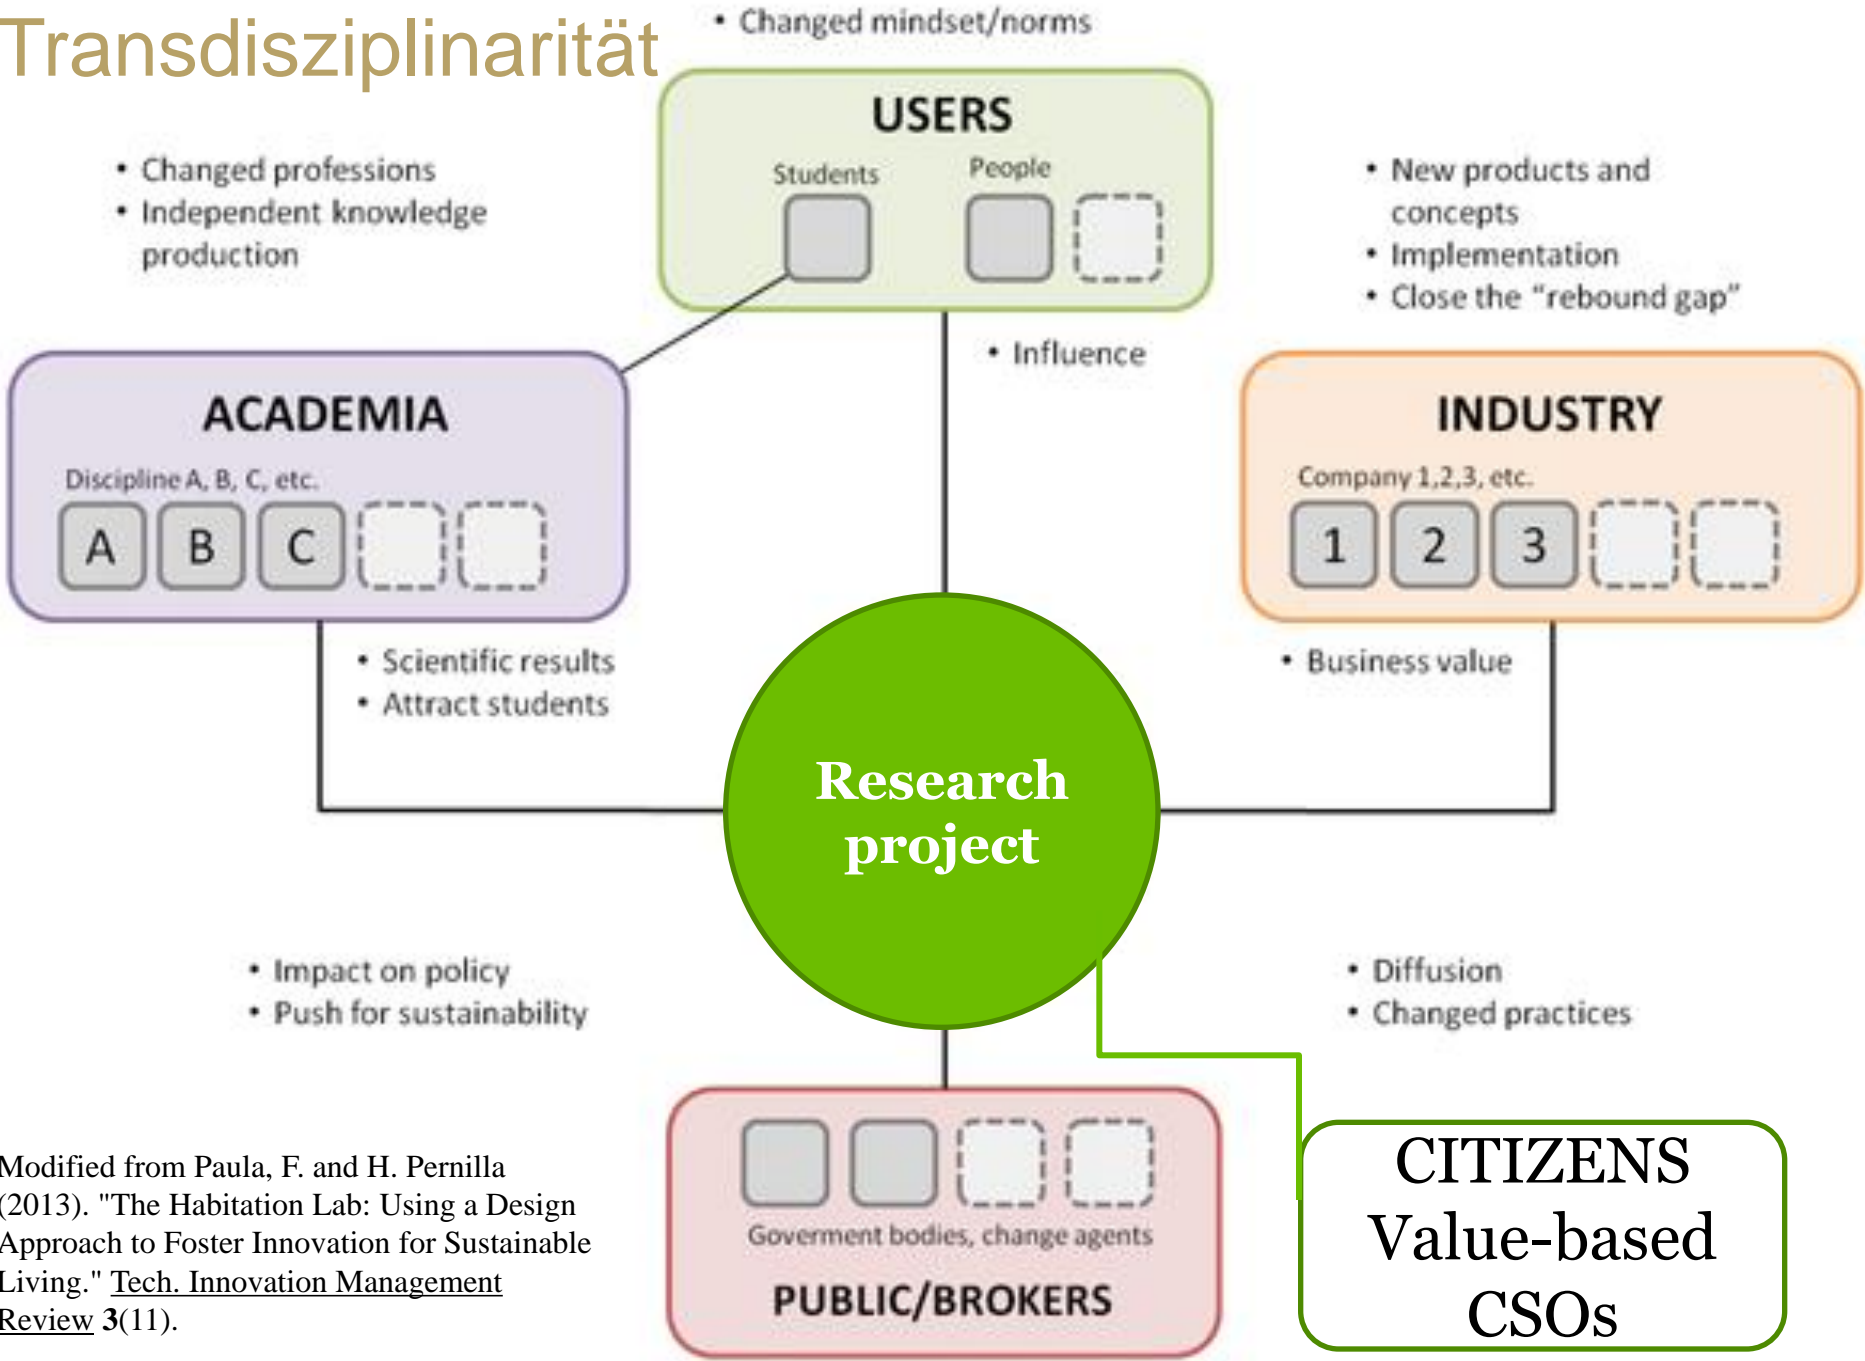 Transdisziplinarität
• Changed mindset/norms
USERS
Students
People
• Changed professions
• Independent knowledge
production
• New products and
concepts
• Implementation
• Close the “rebound gap”
• Influence
ACADEMIA
Discipline A, B, C, etc.
A B C
INDUSTRY
Company 1,2,3, etc.
1 2 3
• Scientific results
• Attract students
• Business value
Research
project
• Impact on policy
• Push for sustainability
• Diffusion
• Changed practices
Goverment bodies, change agents
PUBLIC/BROKERS
CITIZENS
Value-based
CSOs
Modified from Paula, F. and H. Pernilla
(2013). "The Habitation Lab: Using a Design
Approach to Foster Innovation for Sustainable
Living." Tech. Innovation Management
Review 3(11).